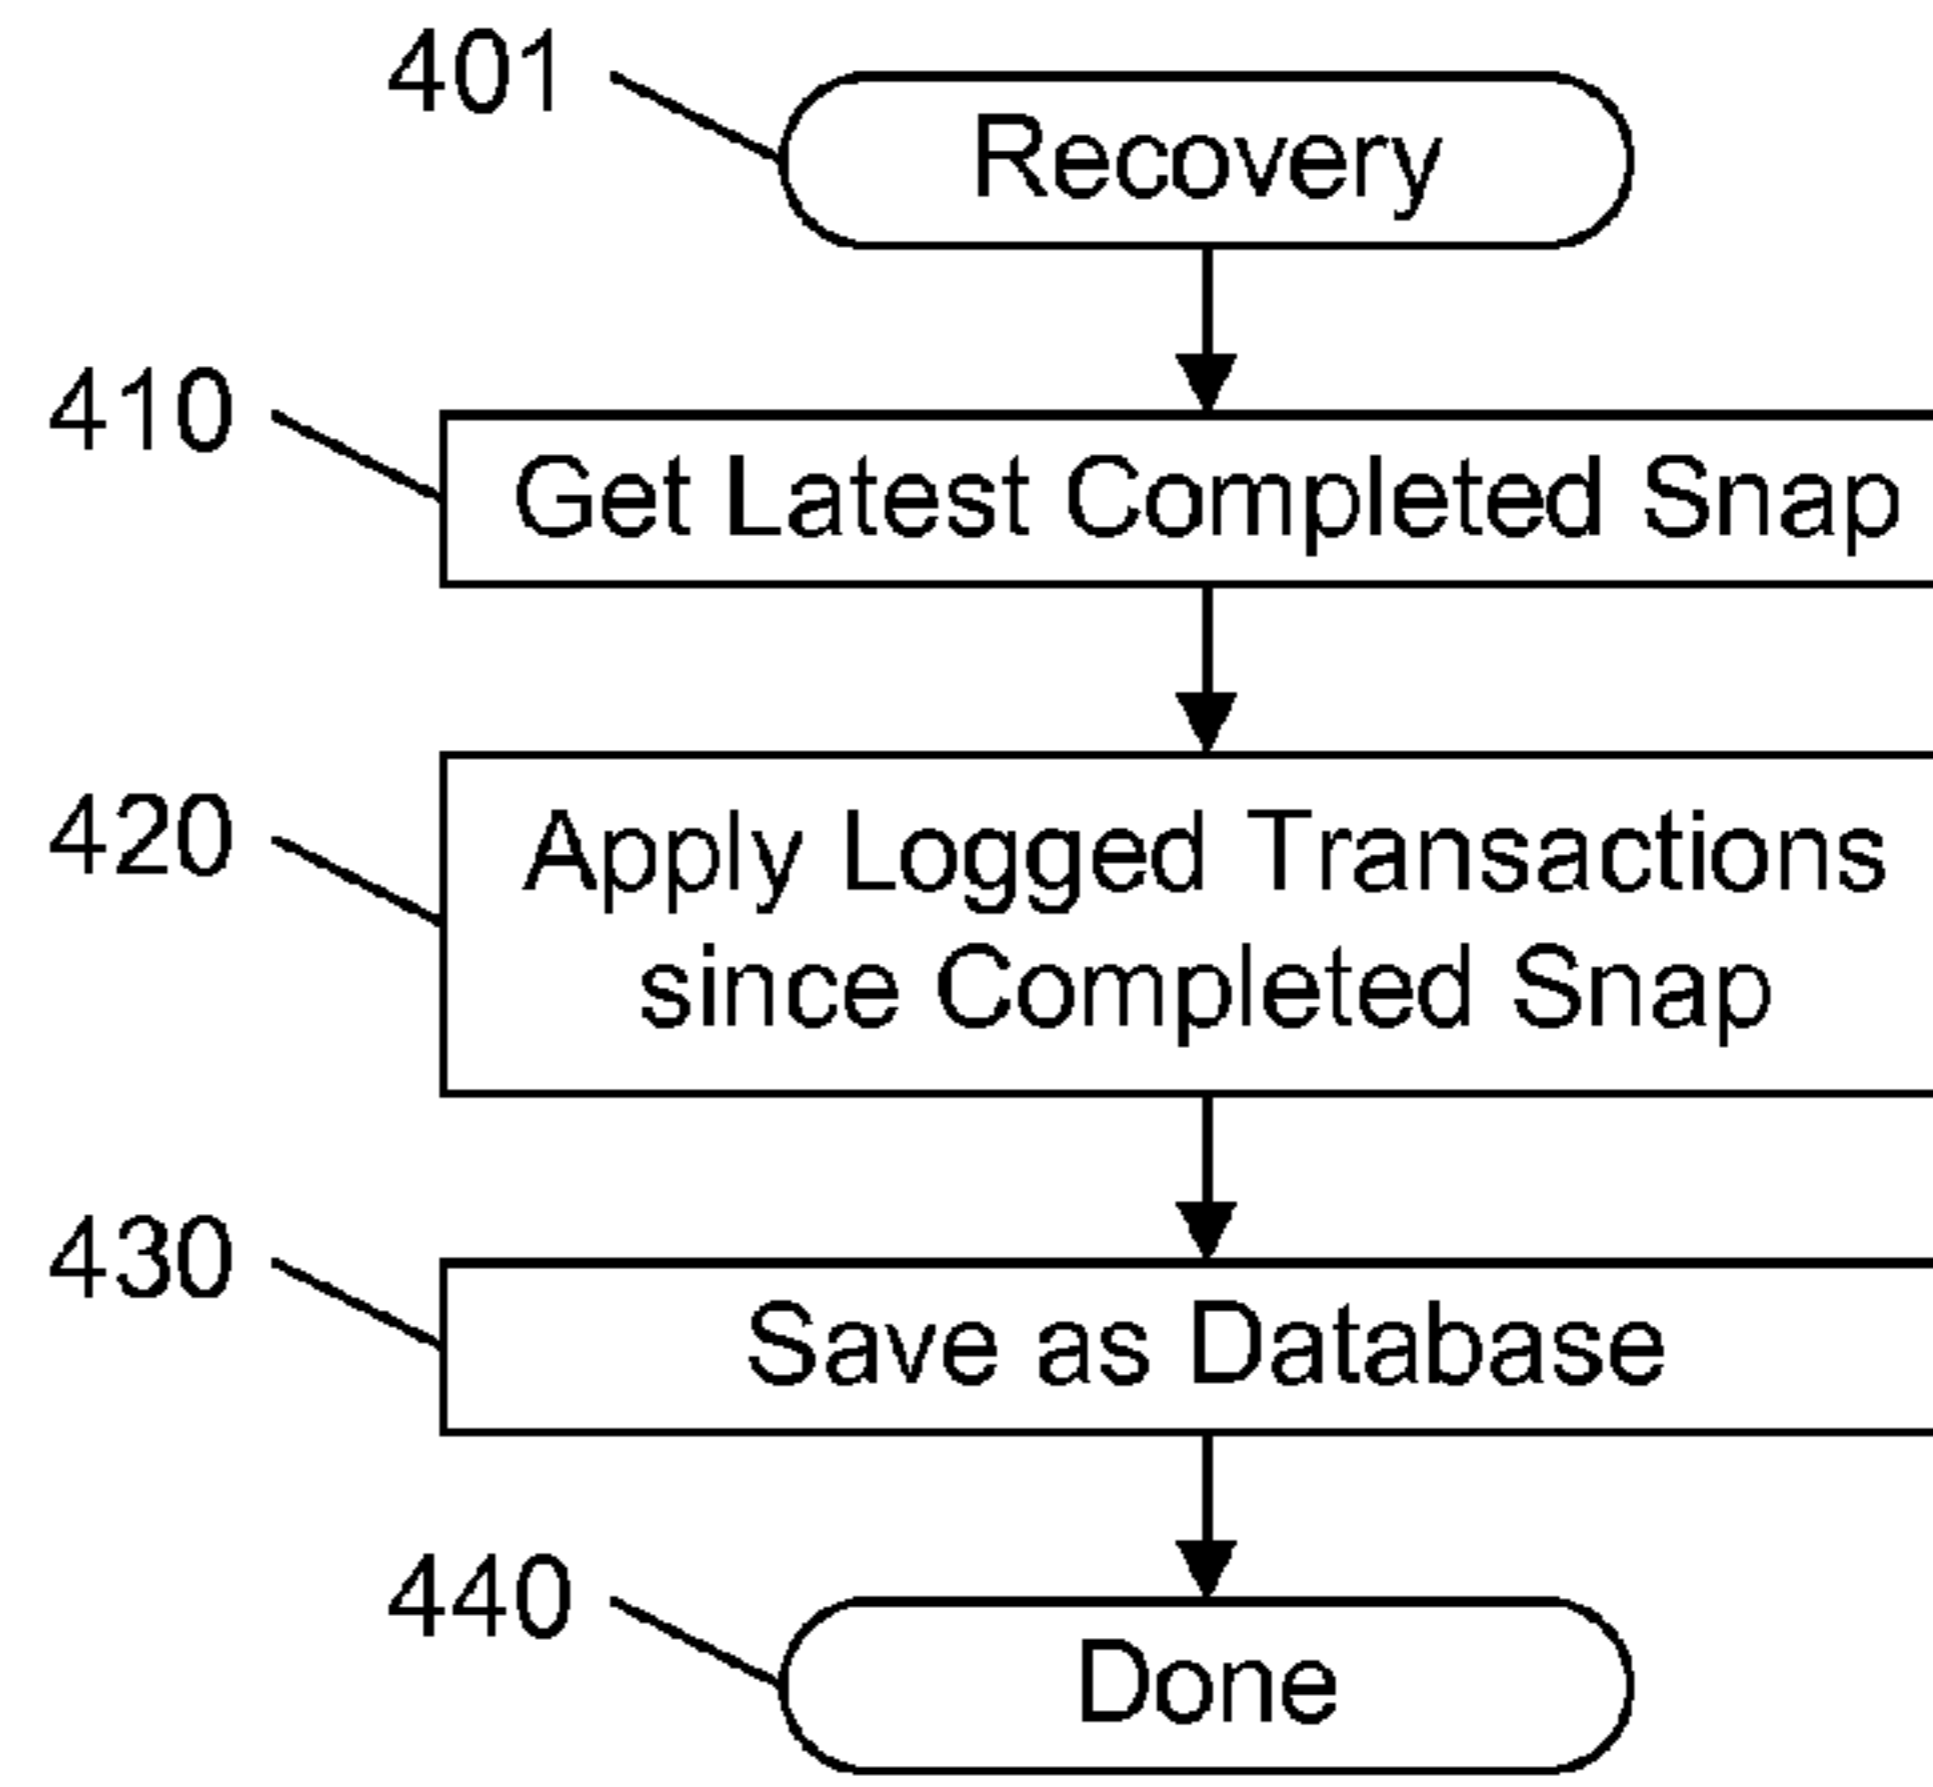 401
Recovery
410
Get Latest Completed Snap
420
Apply Logged Transactions
since Completed Snap
430
Save as Database
440
Done